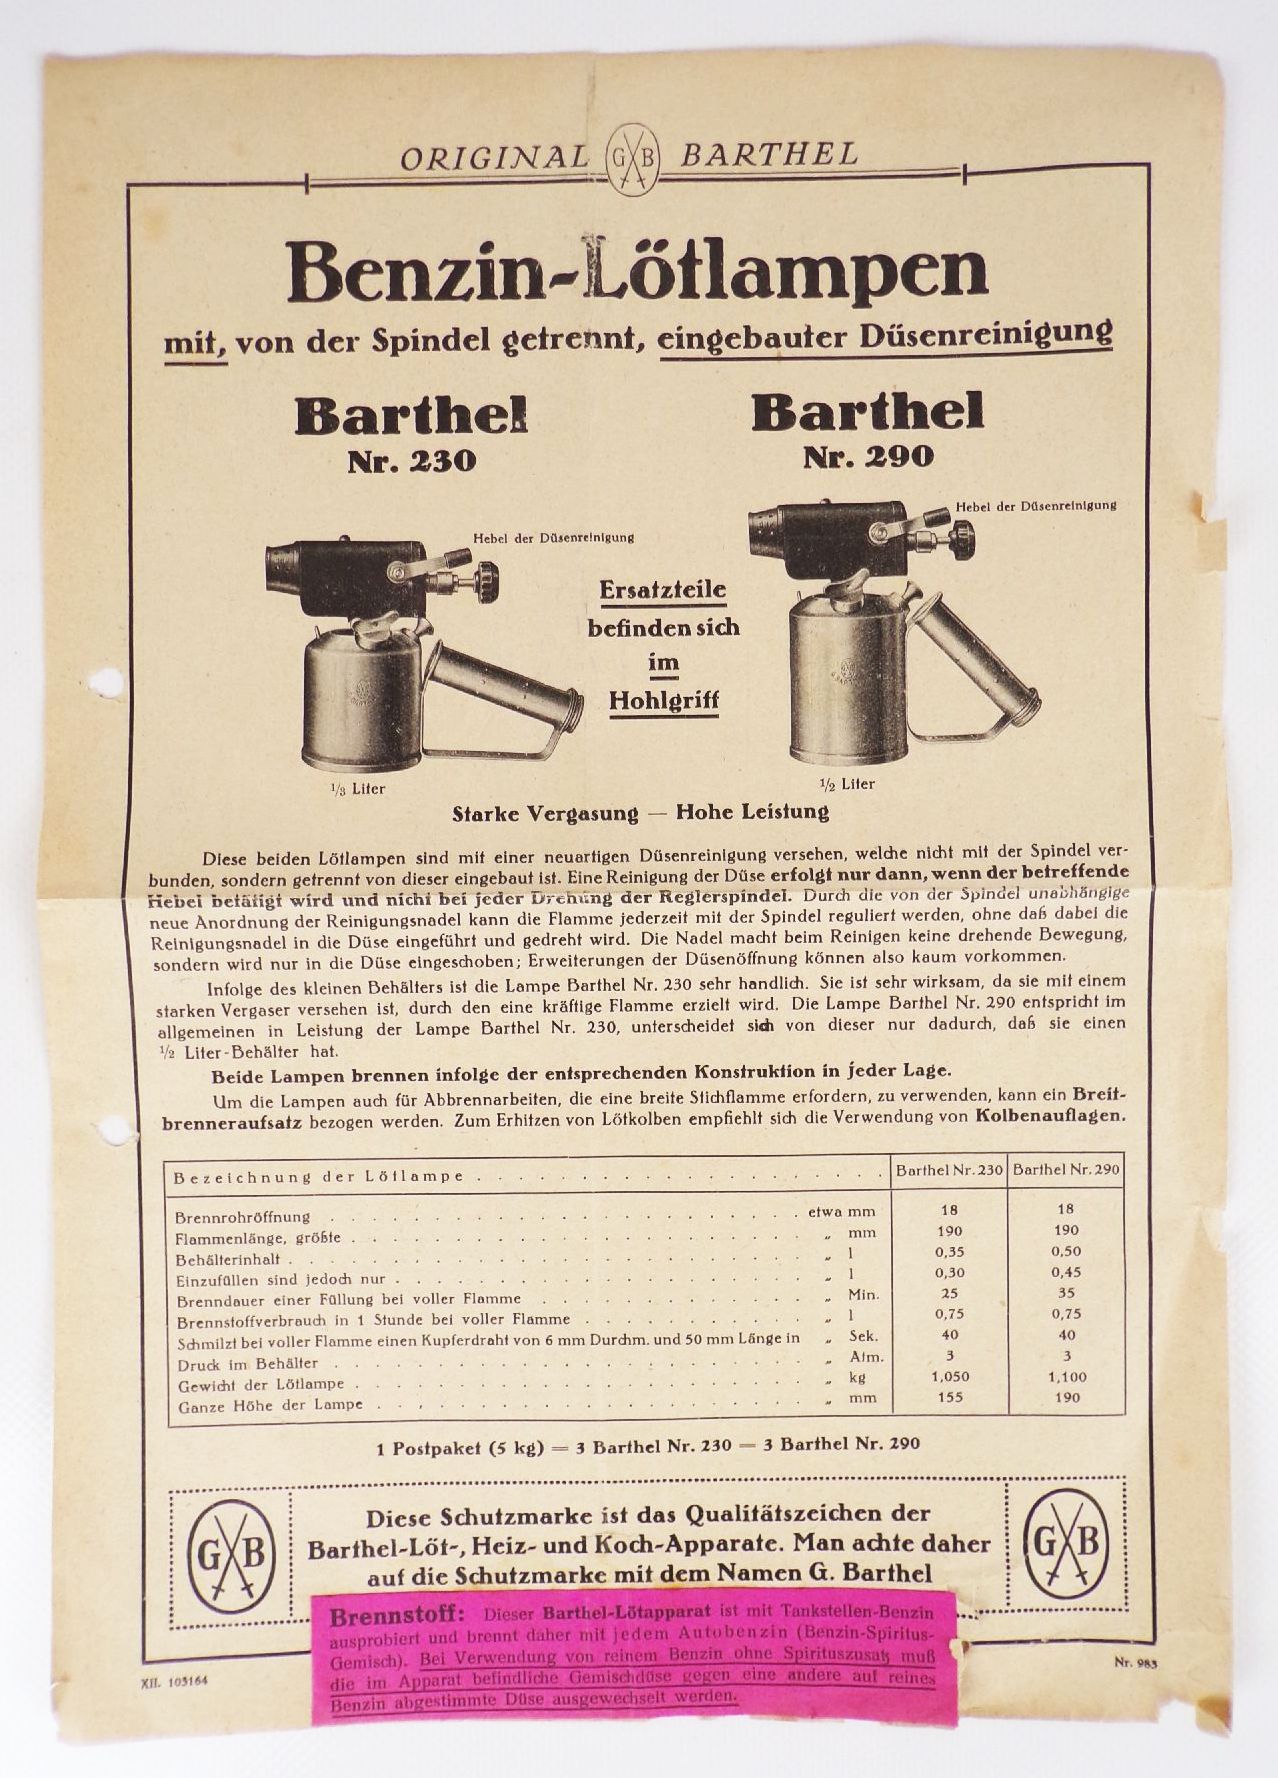 ORIGINAL GB BARTHEL
Benzin-Lötlampen
mit, von der Spindel getrennt, eingebauter Düsenreinigung
Barthel
Nr. 230
Barthel
Nr. 290
Hebel der Düsenreinigung
Hebel der Düsenreinigung
Ersatzteile
befinden sich
im
Hohlgriff
1/3 Liter
1/2 Liter
Starke Vergasung — Hohe Leistung
Diese beiden Lötlampen sind mit einer neuartigen Düsenreinigung versehen, welche nicht mit der Spindel ver-
bunden, sondern getrennt von dieser eingebaut ist. Eine Reinigung der Düse erfolgt nur dann, wenn der betreffende
Hebel betätigt wird und nicht bei jeder Drehung der Reglerspindel. Durch die von der Spindel unabhängige
neue Anordnung der Reinigungsnadel kann die Flamme jederzeit mit der Spindel reguliert werden, ohne daß dabei die
Reinigungsnadel in die Düse eingeführt und gedreht wird. Die Nadel macht beim Reinigen keine drehende Bewegung,
sondern wird nur in die Düse eingeschoben; Erweiterungen der Düsenöffnung können also kaum vorkommen.
Infolge des kleinen Behälters ist die Lampe Barthel Nr. 230 sehr handlich. Sie ist sehr wirksam, da sie mit einem
starken Vergaser versehen ist, durch den eine kräftige Flamme erzielt wird. Die Lampe Barthel Nr. 290 entspricht im
allgemeinen in Leistung der Lampe Barthel Nr. 230, unterscheidet sich von dieser nur dadurch, daß sie einen
1/2 Liter-Behälter hat.
Beide Lampen brennen infolge der entsprechenden Konstruktion in jeder Lage.
Um die Lampen auch für Abbrennarbeiten, die eine breite Stichflamme erfordern, zu verwenden, kann ein Breit-
brenneraufsatz bezogen werden. Zum Erhitzen von Lötkolben empfiehlt sich die Verwendung von Kolbenauflagen.
Bezeichnung der Lötlampe . . . . . . . . . . . . . . . . . . . Barthel Nr. 230 Barthel Nr. 290
Brennrohröffnung . . . . . . . . . . . . . . . . . . . etwa mm 18 18
Flammenlänge, größte . . . . . . . . . . . . . . . . . . . „ mm 190 190
Behälterinhalt . . . . . . . . . . . . . . . . . . . „ l 0,35 0,50
Einzufüllen sind jedoch nur . . . . . . . . . . . . . . . . . . . „ l 0,30 0,45
Brenndauer einer Füllung bei voller Flamme . . . . . . . . . . . . . „ Min. 25 35
Brennstoffverbrauch in 1 Stunde bei voller Flamme . . . . . . . . . . . „ l 0,75 0,75
Schmilzt bei voller Flamme einen Kupferdraht von 6 mm Durchm. und 50 mm Länge in „ Sek. 40 40
Druck im Behälter . . . . . . . . . . . . . . . . . . . „ Atm. 3 3
Gewicht der Lötlampe . . . . . . . . . . . . . . . . . . . „ kg 1,050 1,100
Ganze Höhe der Lampe . . . . . . . . . . . . . . . . . . . „ mm 155 190
1 Postpaket (5 kg) = 3 Barthel Nr. 230 = 3 Barthel Nr. 290
GB
Diese Schutzmarke ist das Qualitätszeichen der
Barthel-Löt-, Heiz- und Koch-Apparate. Man achte daher
auf die Schutzmarke mit dem Namen G. Barthel
GB
Brennstoff: Dieser Barthel-Lötapparat ist mit Tankstellen-Benzin
ausprobiert und brennt daher mit jedem Autobenzin (Benzin-Spiritus-
Gemisch). Bei Verwendung von reinem Benzin ohne Spirituszusatz muß
die im Apparat befindliche Gemischdüse gegen eine andere auf reines
Benzin abgestimmte Düse ausgewechselt werden.
XII. 103164
Nr. 983